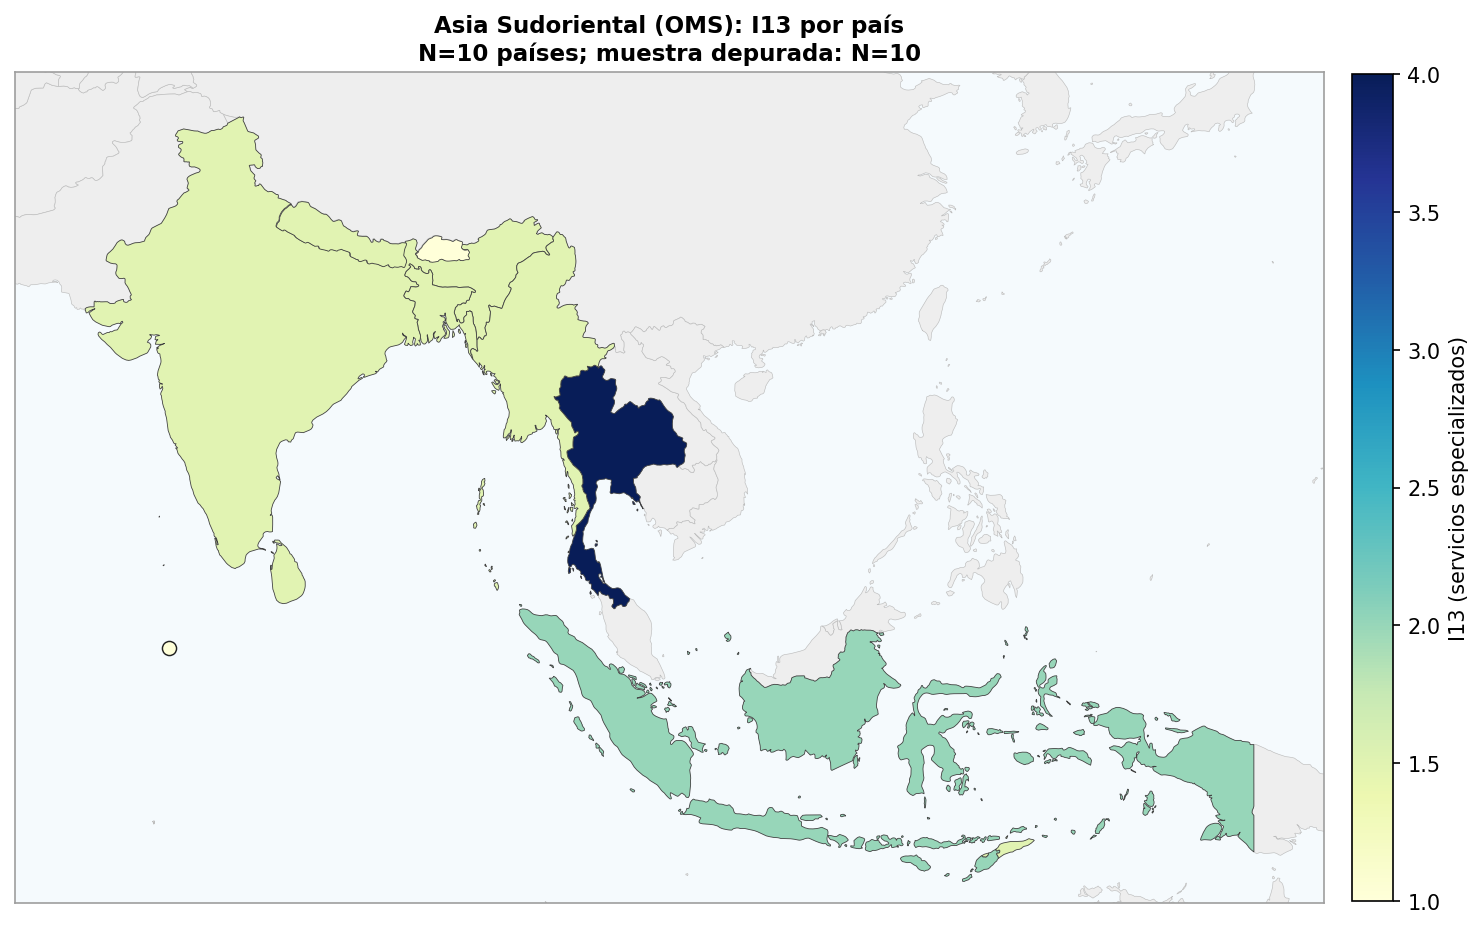 Asia Sudoriental (OMS): I13 por país
N=10 países; muestra depurada: N=10
4.0
3.5
3.0
2.5
2.0
1.5
1.0
I13 (servicios especializados)